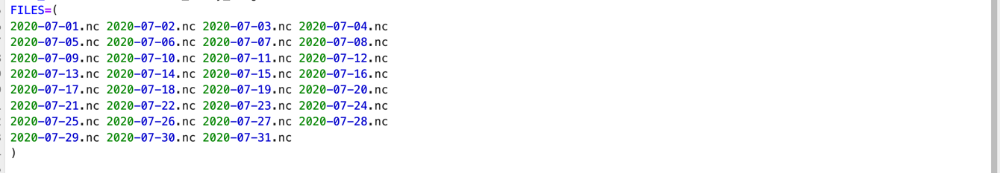 FILES=(
2020-07-01.nc 2020-07-02.nc 2020-07-03.nc 2020-07-04.nc
2020-07-05.nc 2020-07-06.nc 2020-07-07.nc 2020-07-08.nc
2020-07-09.nc 2020-07-10.nc 2020-07-11.nc 2020-07-12.nc
2020-07-13.nc 2020-07-14.nc 2020-07-15.nc 2020-07-16.nc
2020-07-17.nc 2020-07-18.nc 2020-07-19.nc 2020-07-20.nc
2020-07-21.nc 2020-07-22.nc 2020-07-23.nc 2020-07-24.nc
2020-07-25.nc 2020-07-26.nc 2020-07-27.nc 2020-07-28.nc
2020-07-29.nc 2020-07-30.nc 2020-07-31.nc
)